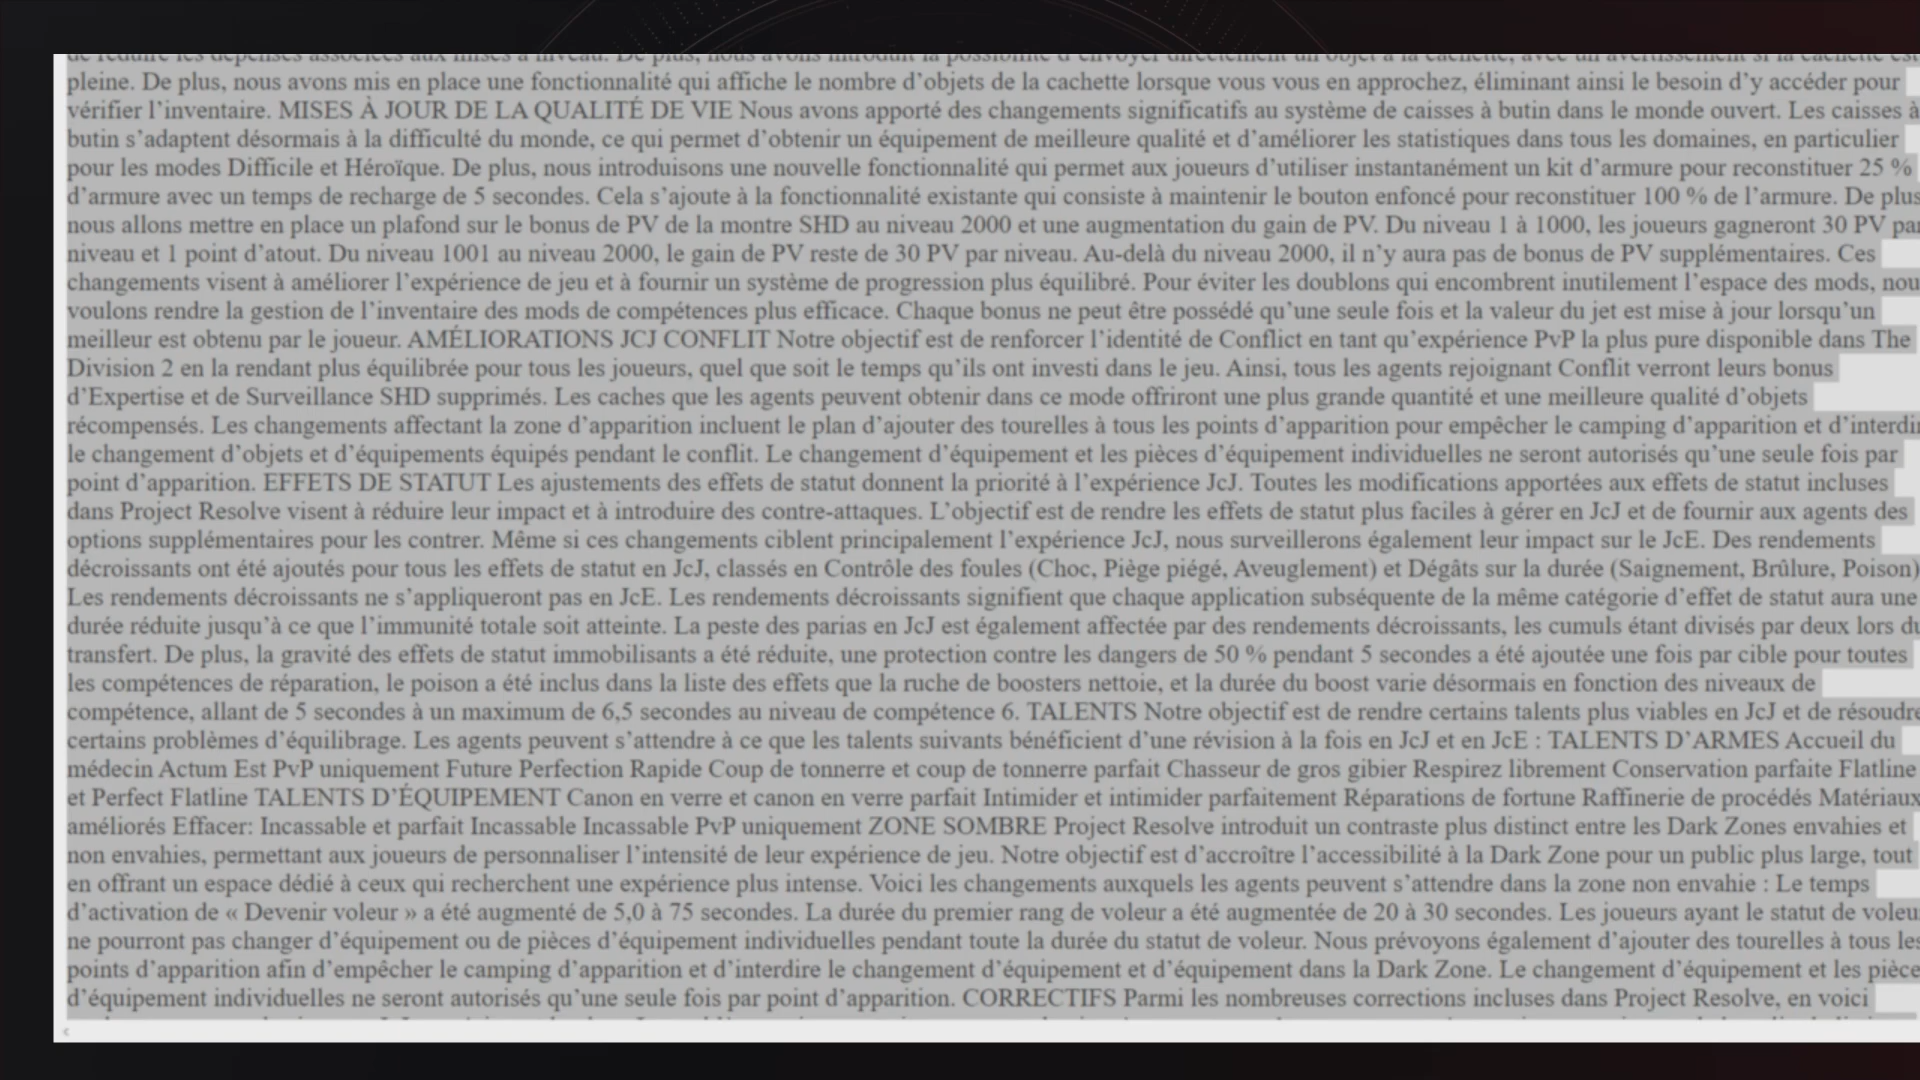 de réduire les dépenses associées aux mises à niveau. De plus, nous avons introduit la possibilité d’envoyer directement un objet à la cachette, avec un avertissement si la cachette est
pleine. De plus, nous avons mis en place une fonctionnalité qui affiche le nombre d’objets de la cachette lorsque vous vous en approchez, éliminant ainsi le besoin d’y accéder pour
vérifier l’inventaire. MISES À JOUR DE LA QUALITÉ DE VIE Nous avons apporté des changements significatifs au système de caisses à butin dans le monde ouvert. Les caisses à
butin s’adaptent désormais à la difficulté du monde, ce qui permet d’obtenir un équipement de meilleure qualité et d’améliorer les statistiques dans tous les domaines, en particulier
pour les modes Difficile et Héroïque. De plus, nous introduisons une nouvelle fonctionnalité qui permet aux joueurs d’utiliser instantanément un kit d’armure pour reconstituer 25 %
d’armure avec un temps de recharge de 5 secondes. Cela s’ajoute à la fonctionnalité existante qui consiste à maintenir le bouton enfoncé pour reconstituer 100 % de l’armure. De plus
nous allons mettre en place un plafond sur le bonus de PV de la montre SHD au niveau 2000 et une augmentation du gain de PV. Du niveau 1 à 1000, les joueurs gagneront 30 PV par
niveau et 1 point d’atout. Du niveau 1001 au niveau 2000, le gain de PV reste de 30 PV par niveau. Au-delà du niveau 2000, il n’y aura pas de bonus de PV supplémentaires. Ces
changements visent à améliorer l’expérience de jeu et à fournir un système de progression plus équilibré. Pour éviter les doublons qui encombrent inutilement l’espace des mods, nou
voulons rendre la gestion de l’inventaire des mods de compétences plus efficace. Chaque bonus ne peut être possédé qu’une seule fois et la valeur du jet est mise à jour lorsqu’un
meilleur est obtenu par le joueur. AMÉLIORATIONS JCJ CONFLIT Notre objectif est de renforcer l’identité de Conflict en tant qu’expérience PvP la plus pure disponible dans The
Division 2 en la rendant plus équilibrée pour tous les joueurs, quel que soit le temps qu’ils ont investi dans le jeu. Ainsi, tous les agents rejoignant Conflit verront leurs bonus
d’Expertise et de Surveillance SHD supprimés. Les caches que les agents peuvent obtenir dans ce mode offriront une plus grande quantité et une meilleure qualité d’objets
récompensés. Les changements affectant la zone d’apparition incluent le plan d’ajouter des tourelles à tous les points d’apparition pour empêcher le camping d’apparition et d’interdir
le changement d’objets et d’équipements équipés pendant le conflit. Le changement d’équipement et les pièces d’équipement individuelles ne seront autorisés qu’une seule fois par
point d’apparition. EFFETS DE STATUT Les ajustements des effets de statut donnent la priorité à l’expérience JcJ. Toutes les modifications apportées aux effets de statut incluses
dans Project Resolve visent à réduire leur impact et à introduire des contre-attaques. L’objectif est de rendre les effets de statut plus faciles à gérer en JcJ et de fournir aux agents des
options supplémentaires pour les contrer. Même si ces changements ciblent principalement l’expérience JcJ, nous surveillerons également leur impact sur le JcE. Des rendements
décroissants ont été ajoutés pour tous les effets de statut en JcJ, classés en Contrôle des foules (Choc, Piège piégé, Aveuglement) et Dégâts sur la durée (Saignement, Brûlure, Poison)
Les rendements décroissants ne s’appliqueront pas en JcE. Les rendements décroissants signifient que chaque application subséquente de la même catégorie d’effet de statut aura une
durée réduite jusqu’à ce que l’immunité totale soit atteinte. La peste des parias en JcJ est également affectée par des rendements décroissants, les cumuls étant divisés par deux lors du
transfert. De plus, la gravité des effets de statut immobilisants a été réduite, une protection contre les dangers de 50 % pendant 5 secondes a été ajoutée une fois par cible pour toutes
les compétences de réparation, le poison a été inclus dans la liste des effets que la ruche de boosters nettoie, et la durée du boost varie désormais en fonction des niveaux de
compétence, allant de 5 secondes à un maximum de 6,5 secondes au niveau de compétence 6. TALENTS Notre objectif est de rendre certains talents plus viables en JcJ et de résoudre
certains problèmes d’équilibrage. Les agents peuvent s’attendre à ce que les talents suivants bénéficient d’une révision à la fois en JcJ et en JcE : TALENTS D’ARMES Accueil du
médecin Actum Est PvP uniquement Future Perfection Rapide Coup de tonnerre et coup de tonnerre parfait Chasseur de gros gibier Respirez librement Conservation parfaite Flatline
et Perfect Flatline TALENTS D’ÉQUIPEMENT Canon en verre et canon en verre parfait Intimider et intimider parfaitement Réparations de fortune Raffinerie de procédés Matériaux
améliorés Effacer: Incassable et parfait Incassable Incassable PvP uniquement ZONE SOMBRE Project Resolve introduit un contraste plus distinct entre les Dark Zones envahies et
non envahies, permettant aux joueurs de personnaliser l’intensité de leur expérience de jeu. Notre objectif est d’accroître l’accessibilité à la Dark Zone pour un public plus large, tout
en offrant un espace dédié à ceux qui recherchent une expérience plus intense. Voici les changements auxquels les agents peuvent s’attendre dans la zone non envahie : Le temps
d’activation de « Devenir voleur » a été augmenté de 5,0 à 75 secondes. La durée du premier rang de voleur a été augmentée de 20 à 30 secondes. Les joueurs ayant le statut de voleu
ne pourront pas changer d’équipement ou de pièces d’équipement individuelles pendant toute la durée du statut de voleur. Nous prévoyons également d’ajouter des tourelles à tous les
points d’apparition afin d’empêcher le camping d’apparition et d’interdire le changement d’équipement et d’équipement dans la Dark Zone. Le changement d’équipement et les pièce
d’équipement individuelles ne seront autorisés qu’une seule fois par point d’apparition. CORRECTIFS Parmi les nombreuses corrections incluses dans Project Resolve, en voici